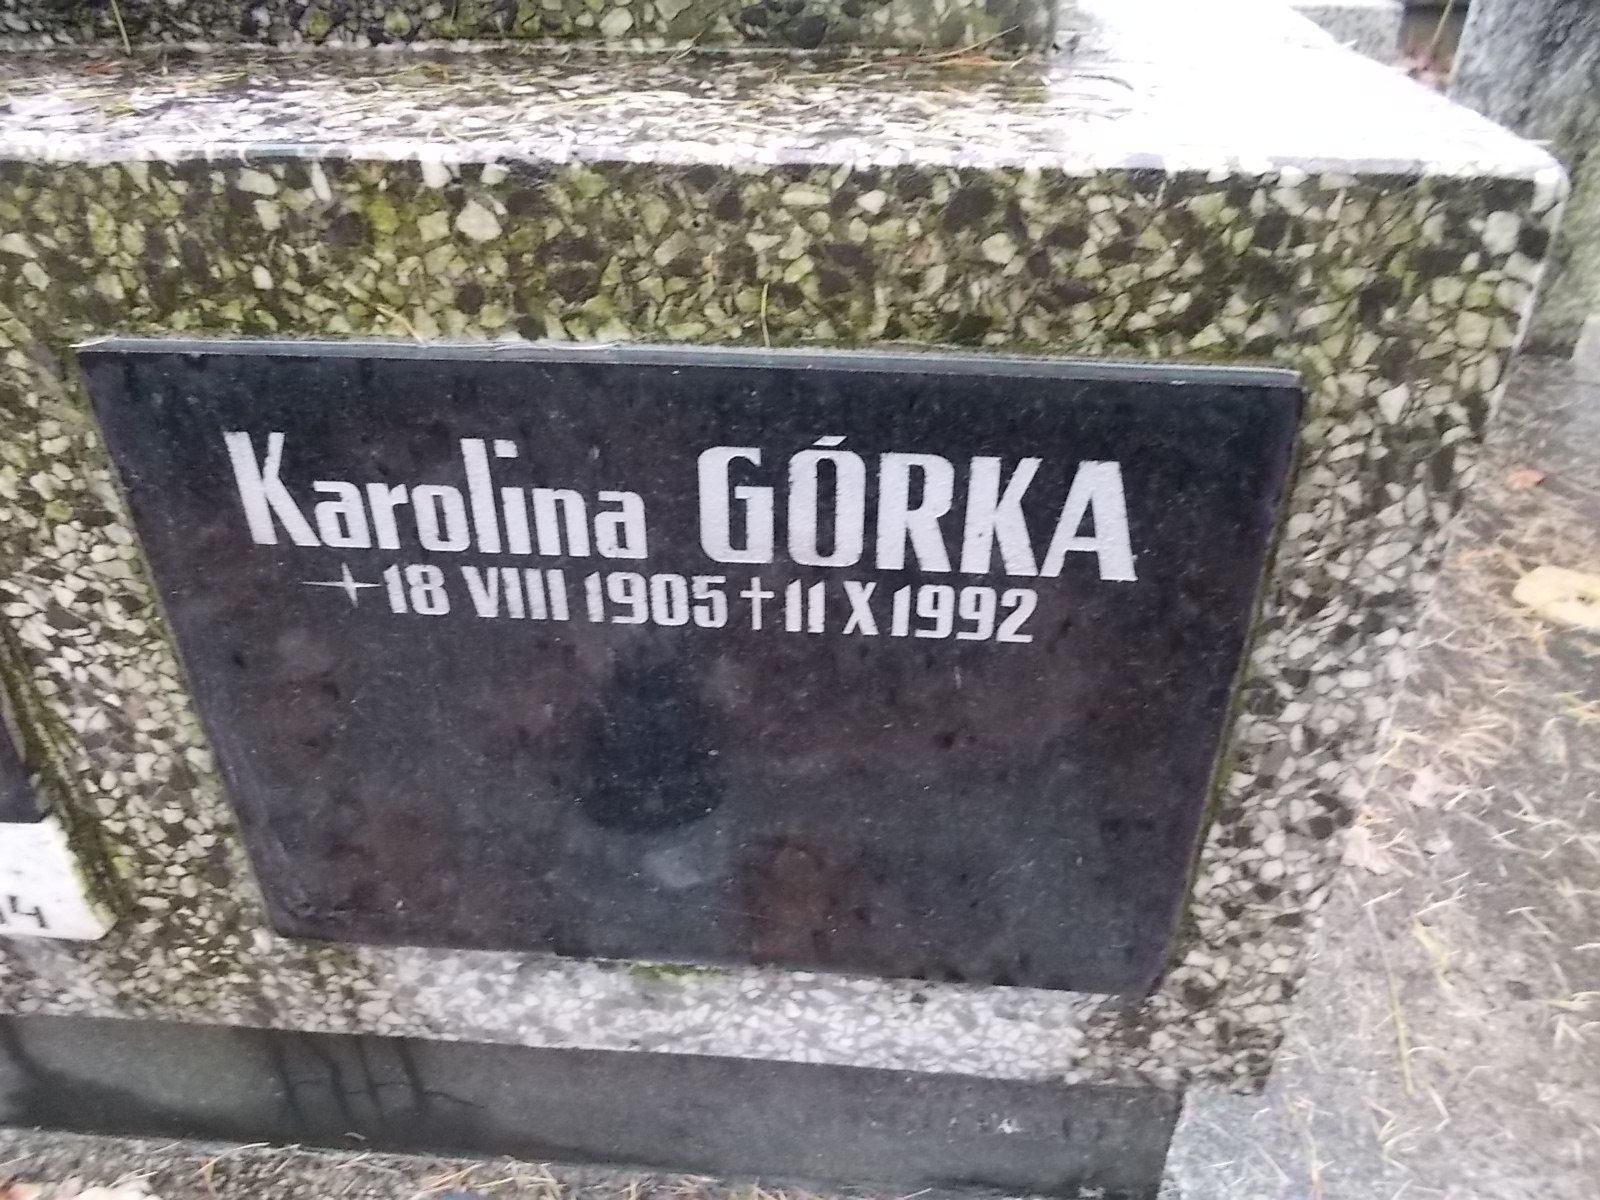 Karolina GÓRKA
18 VIII 1905 † 11 X 1992